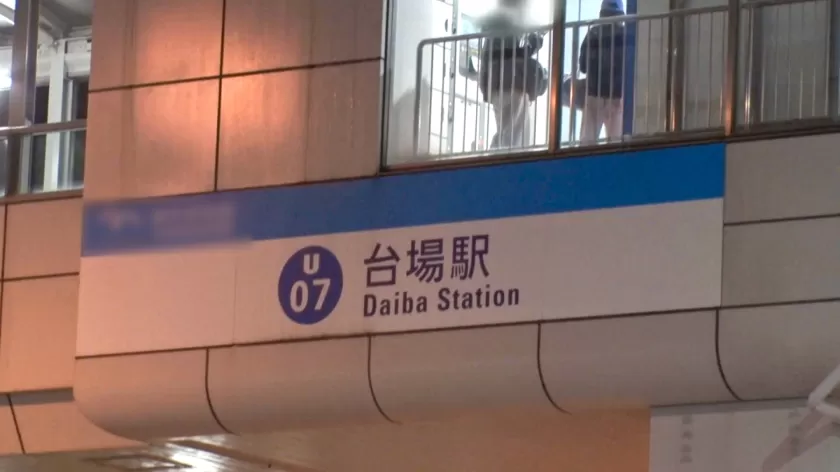 U
07
台場駅
Daiba Station